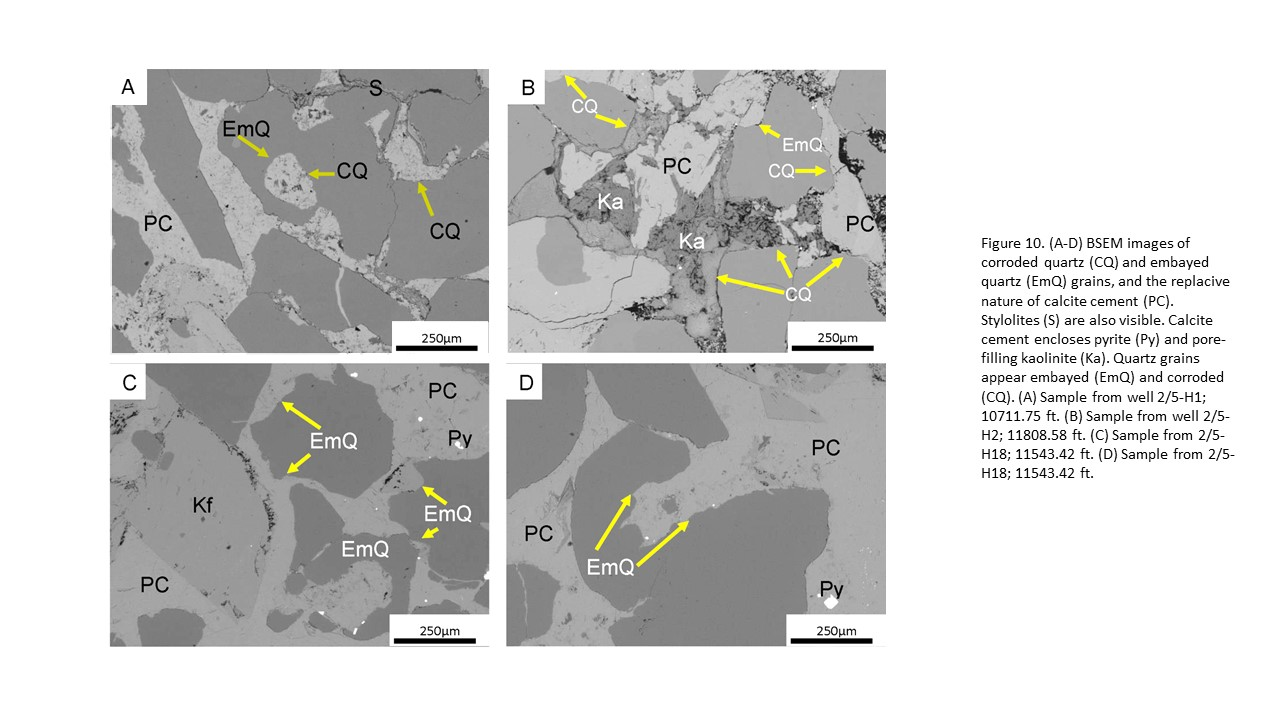 A
S
EmQ
CQ
PC
CQ
250µm
B
CQ
EmQ
PC
CQ
Ka
PC
Ka
CQ
250µm
C
PC
EmQ
Py
Kf
EmQ
EmQ
PC
250µm
D
PC
PC
EmQ
Py
250µm
Figure 10. (A-D) BSEM images of
corroded quartz (CQ) and embayed
quartz (EmQ) grains, and the replacive
nature of calcite cement (PC).
Stylolites (S) are also visible. Calcite
cement encloses pyrite (Py) and pore-
filling kaolinite (Ka). Quartz grains
appear embayed (EmQ) and corroded
(CQ). (A) Sample from well 2/5-H1;
10711.75 ft. (B) Sample from well 2/5-
H2; 11808.58 ft. (C) Sample from 2/5-
H18; 11543.42 ft. (D) Sample from 2/5-
H18; 11543.42 ft.